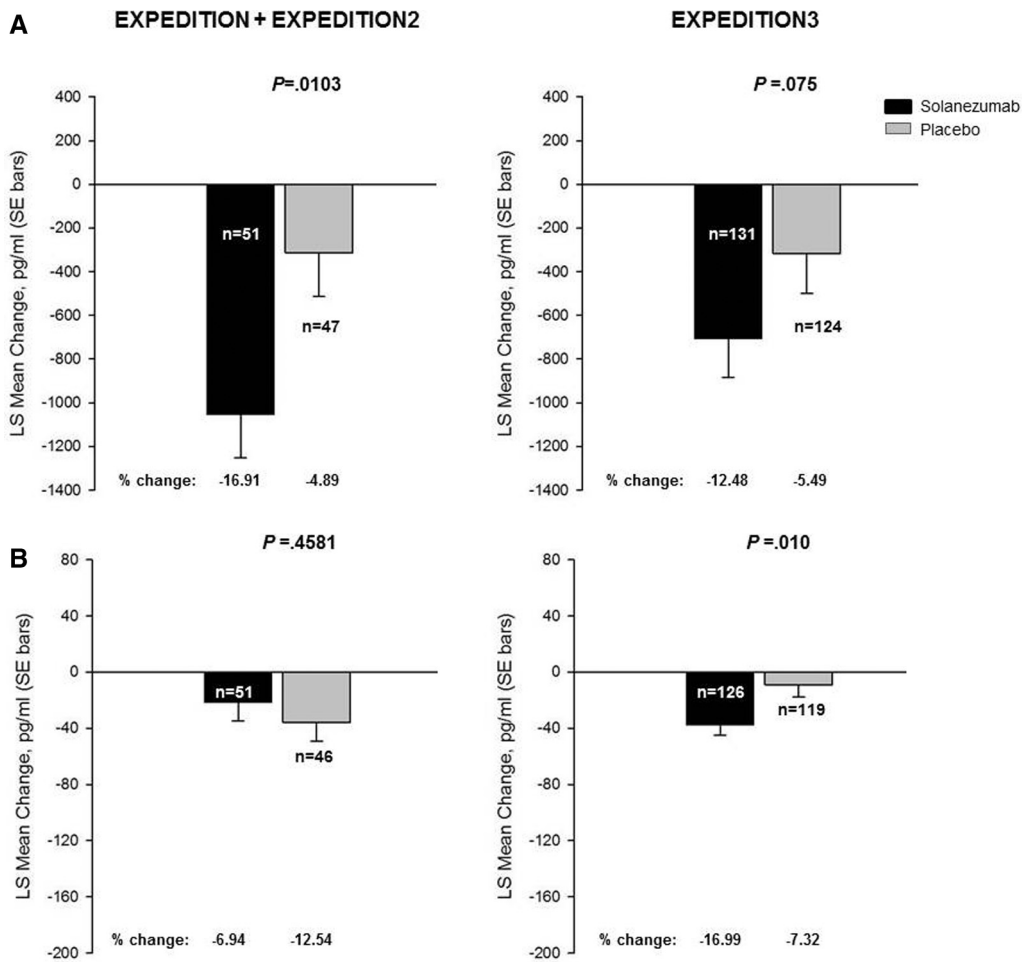 A
EXPEDITION + EXPEDITION2
EXPEDITION3
P=.0103
P =.075
Solanezumab
Placebo
LS Mean Change, pg/ml (SE bars)
400
200
0
-200
-400
-600
-800
-1000
-1200
-1400
n=51
n=47
% change: -16.91 -4.89
LS Mean Change, pg/ml (SE bars)
400
200
0
-200
-400
-600
-800
-1000
-1200
-1400
n=131
n=124
% change: -12.48 -5.49
B
P =.4581
P =.010
LS Mean Change, pg/ml (SE bars)
80
40
0
-40
-80
-120
-160
-200
n=51
n=46
% change: -6.94 -12.54
LS Mean Change, pg/ml (SE bars)
80
40
0
-40
-80
-120
-160
-200
n=126
n=119
% change: -16.99 -7.32